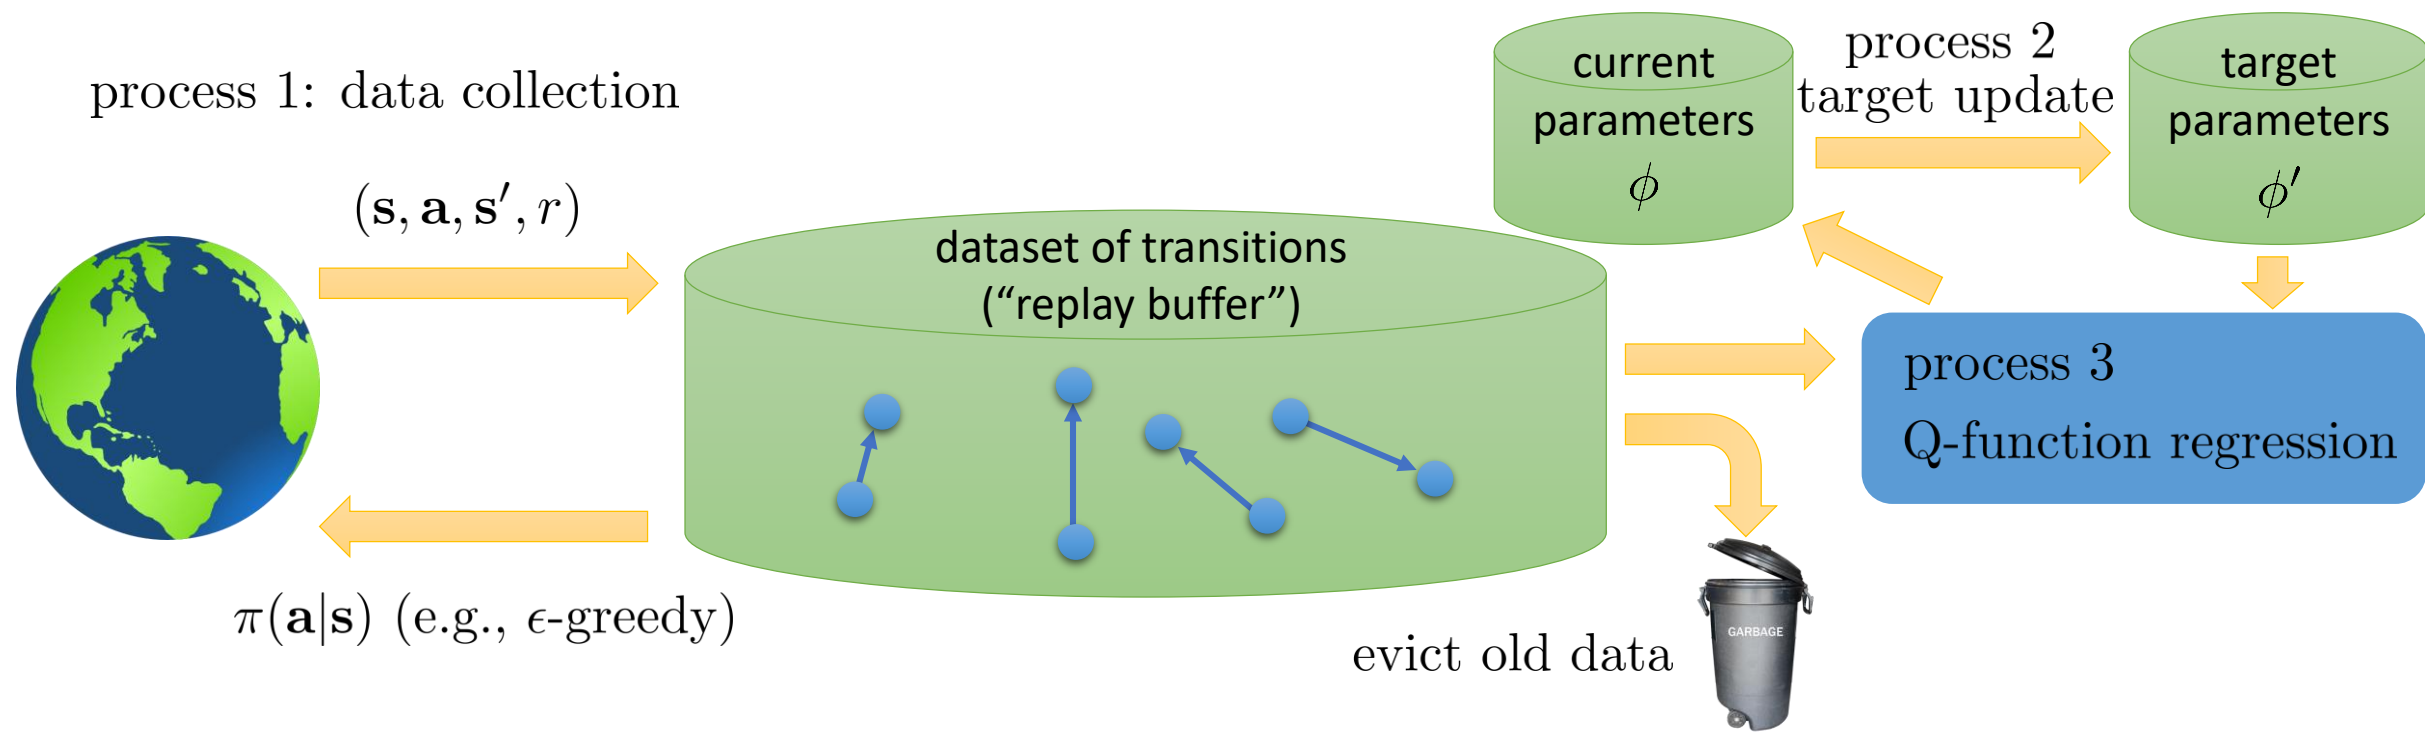 process 1: data collection
(s, a, s′, r)
dataset of transitions
(“replay buffer”)
π(a|s) (e.g., ϵ-greedy)
evict old data
GARBAGE
current
parameters
ϕ
process 2
target update
target
parameters
ϕ′
process 3
Q-function regression